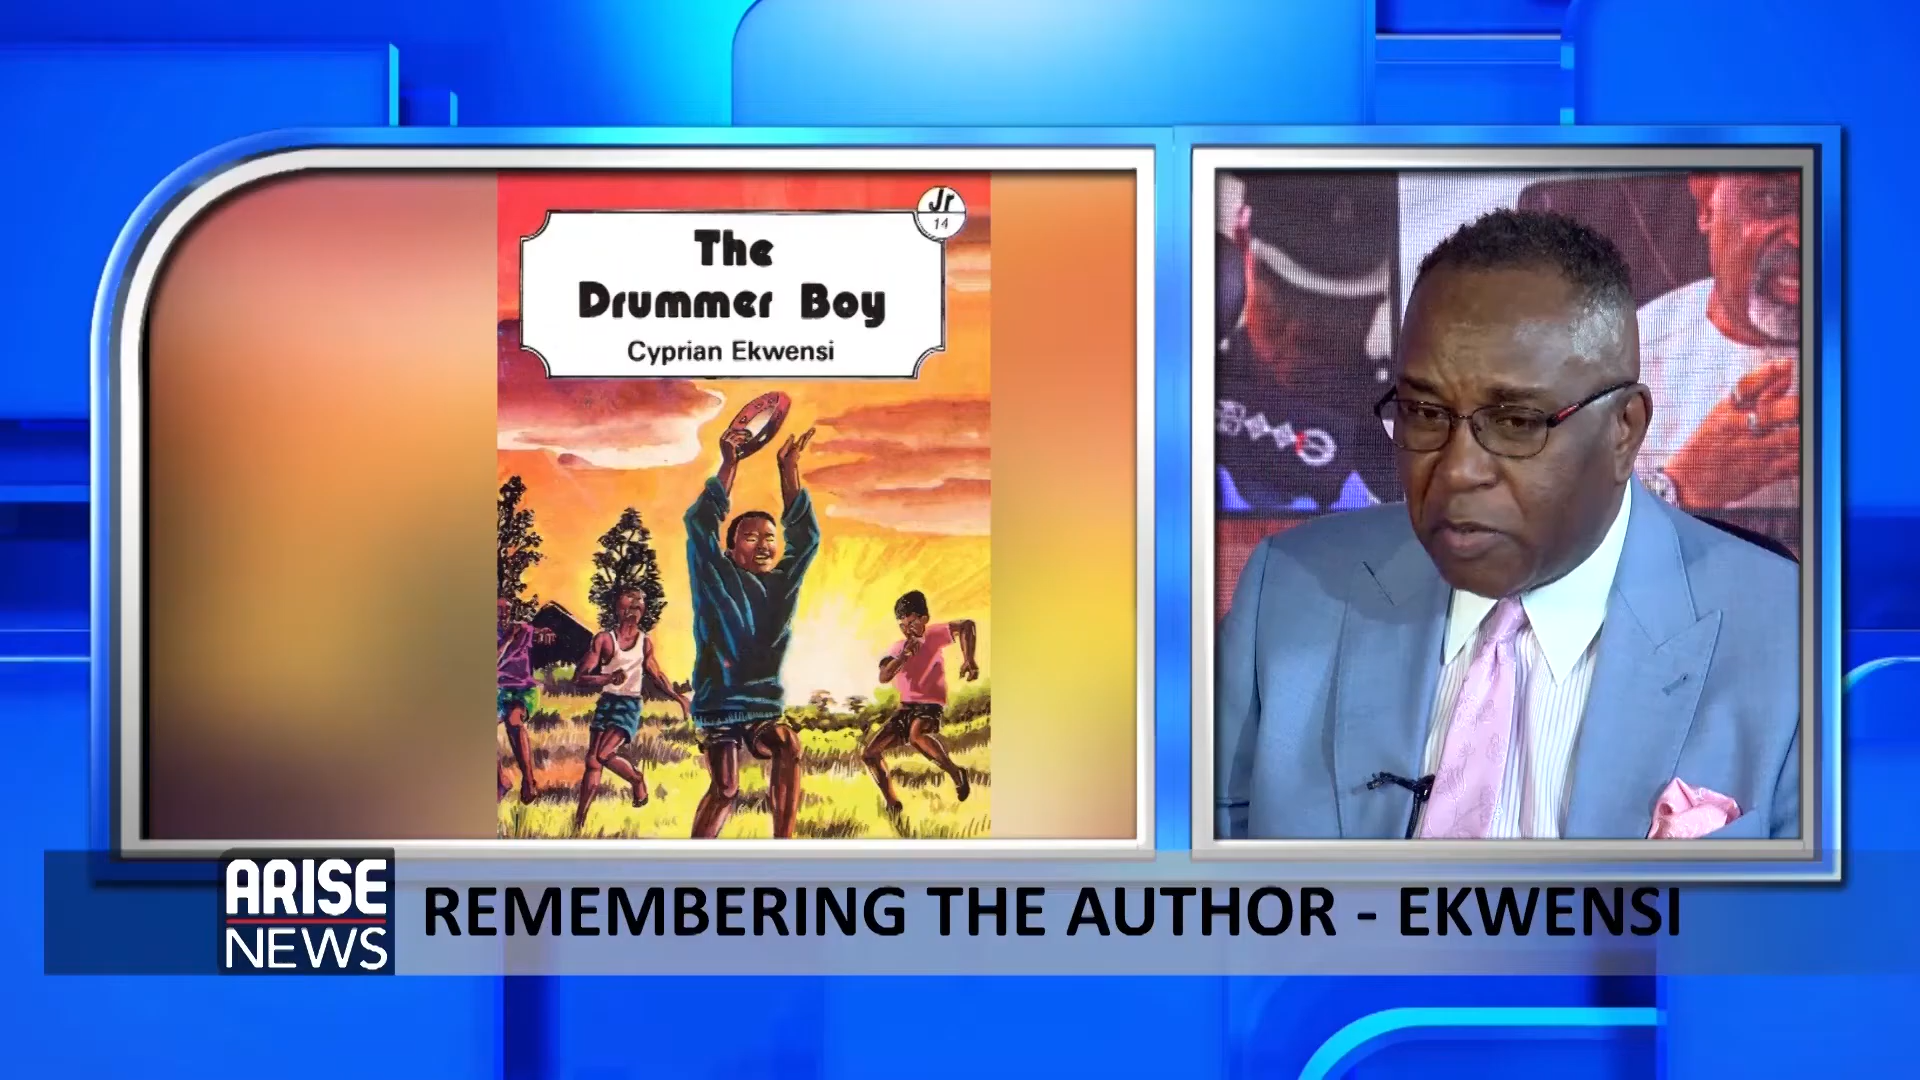 Jr
14
The
Drummer Boy
Cyprian Ekwensi
ARISE
NEWS
REMEMBERING THE AUTHOR - EKWENSI